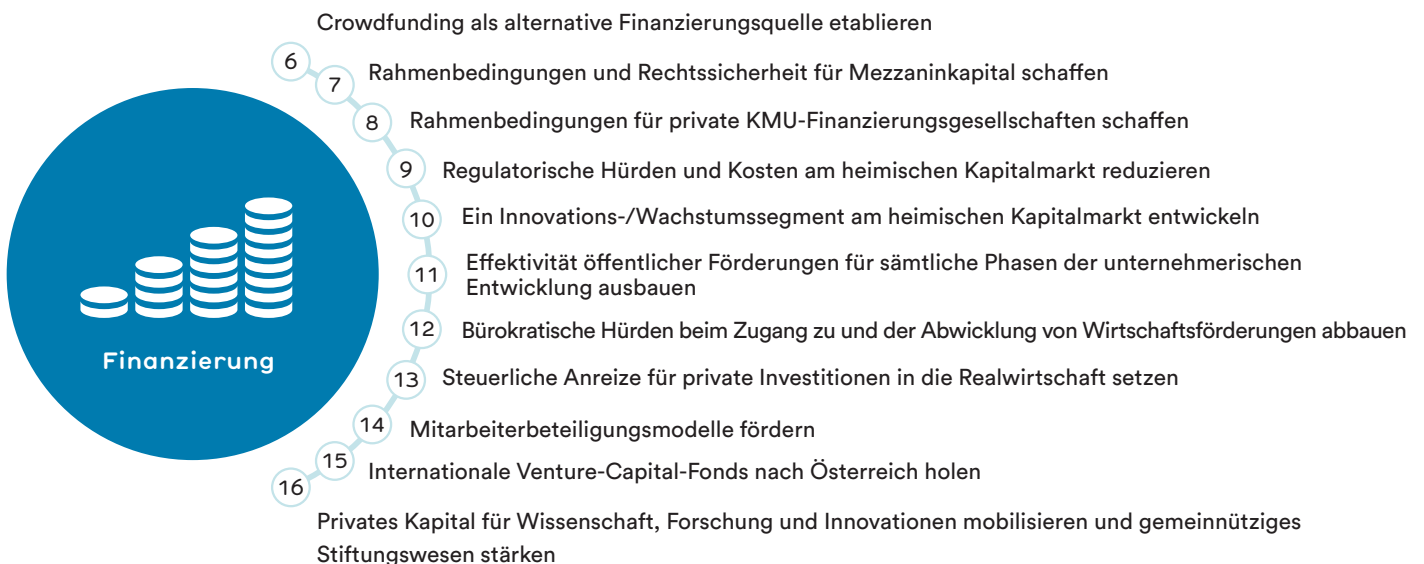 Crowdfunding als alternative Finanzierungsquelle etablieren
6
7 Rahmenbedingungen und Rechtssicherheit für Mezzaninkapital schaffen
8 Rahmenbedingungen für private KMU-Finanzierungsgesellschaften schaffen
9 Regulatorische Hürden und Kosten am heimischen Kapitalmarkt reduzieren
10 Ein Innovations-/Wachstumssegment am heimischen Kapitalmarkt entwickeln
11 Effektivität öffentlicher Förderungen für sämtliche Phasen der unternehmerischen
Entwicklung ausbauen
12 Bürokratische Hürden beim Zugang zu und der Abwicklung von Wirtschaftsförderungen abbauen
Finanzierung
13 Steuerliche Anreize für private Investitionen in die Realwirtschaft setzen
14 Mitarbeiterbeteiligungsmodelle fördern
15 Internationale Venture-Capital-Fonds nach Österreich holen
16
Privates Kapital für Wissenschaft, Forschung und Innovationen mobilisieren und gemeinnütziges
Stiftungswesen stärken